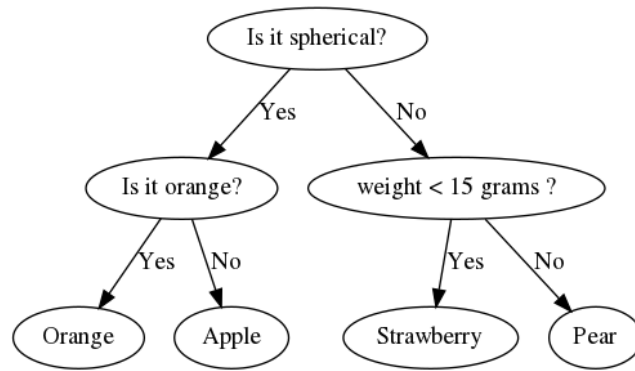 Is it spherical?
Yes
No
Is it orange?
weight < 15 grams ?
Yes
No
Yes
No
Orange
Apple
Strawberry
Pear